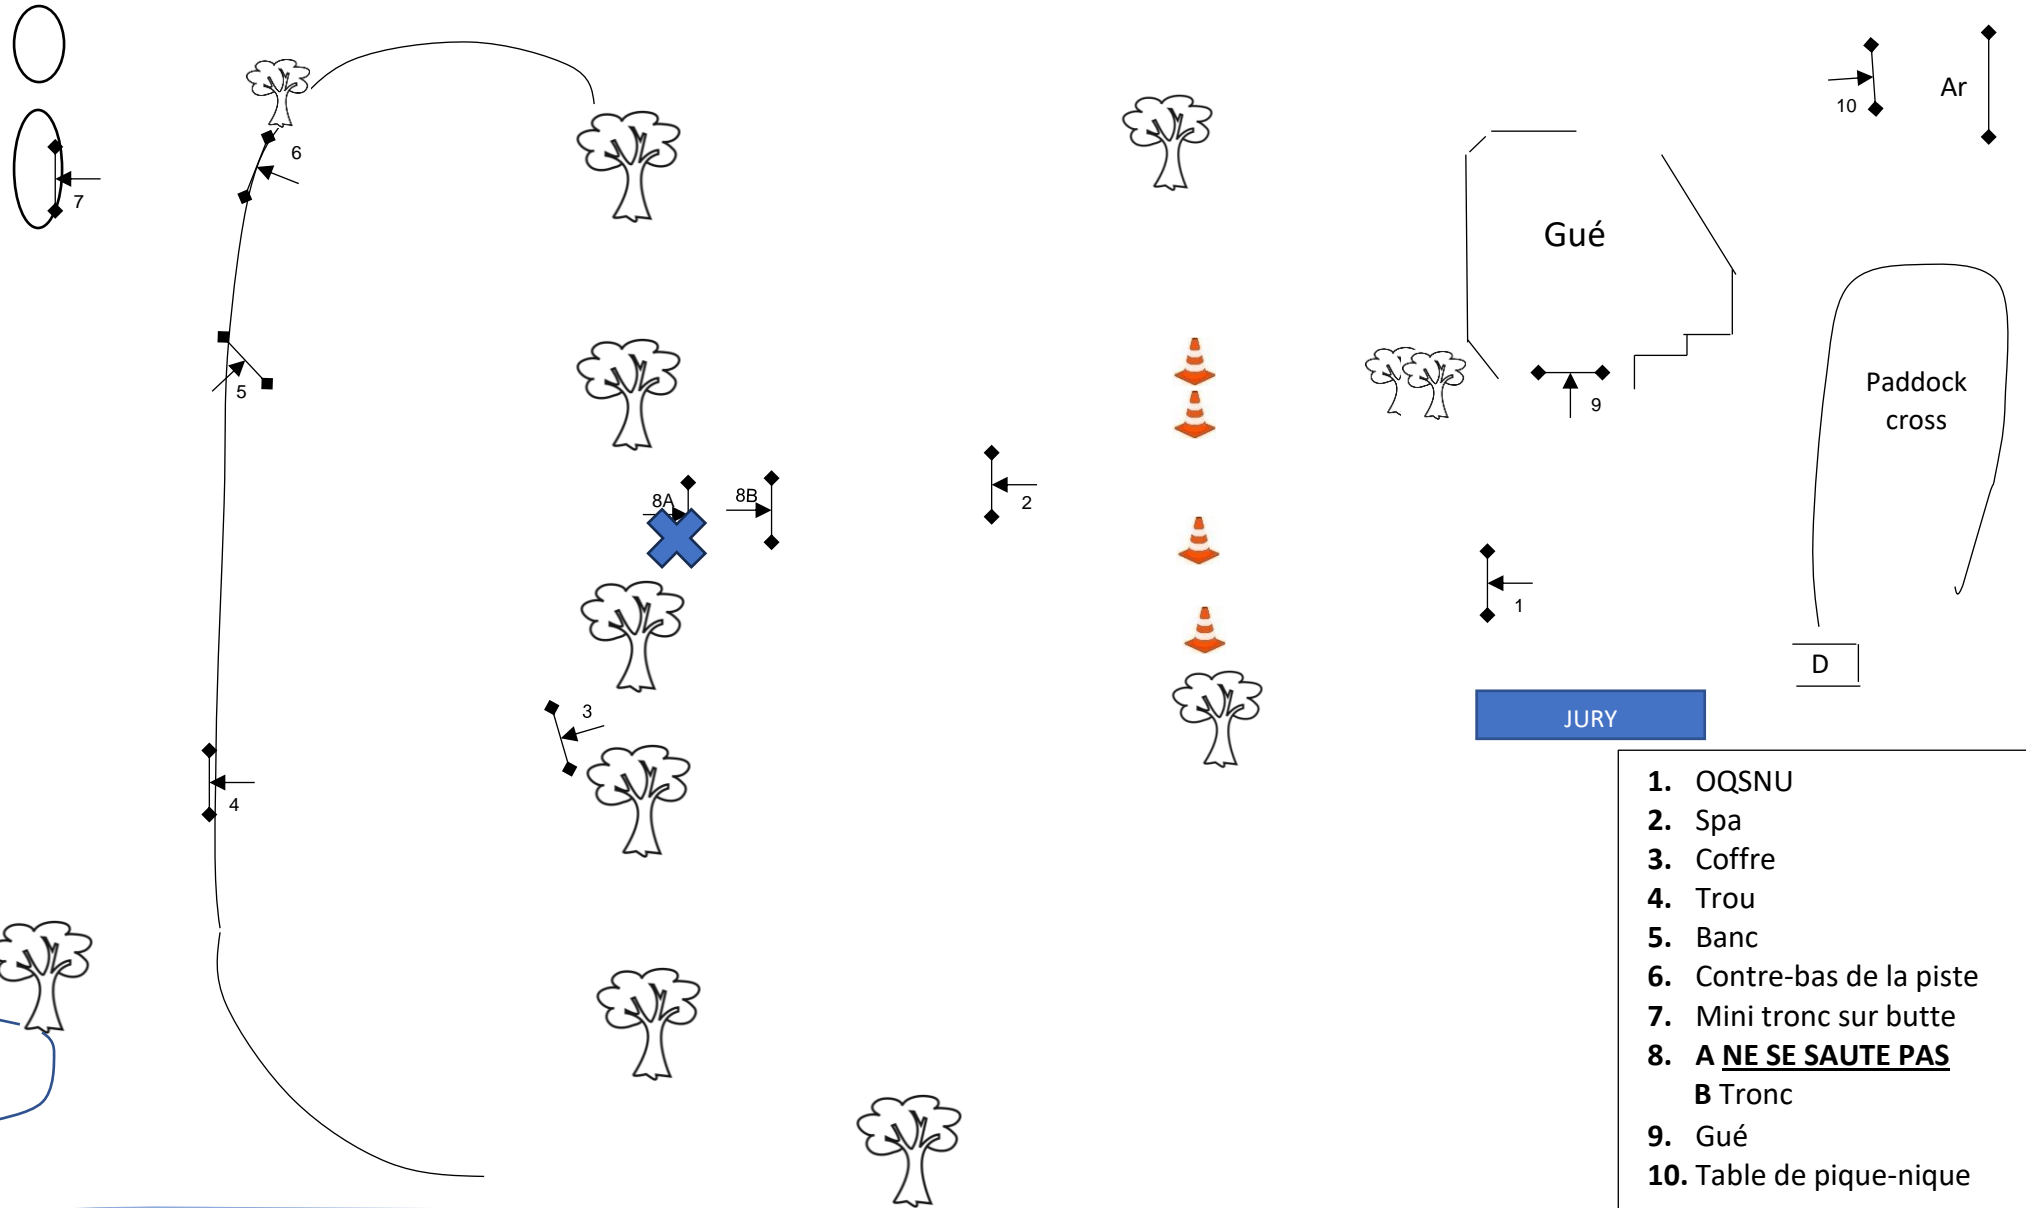 Ar
10
6
7
Gué
5
Paddock
cross
9
8A
8B
2
1
D
3
JURY
4
1. OQSNU
2. Spa
3. Coffre
4. Trou
5. Banc
6. Contre-bas de la piste
7. Mini tronc sur butte
8. A NE SE SAUTE PAS
B Tronc
9. Gué
10. Table de pique-nique